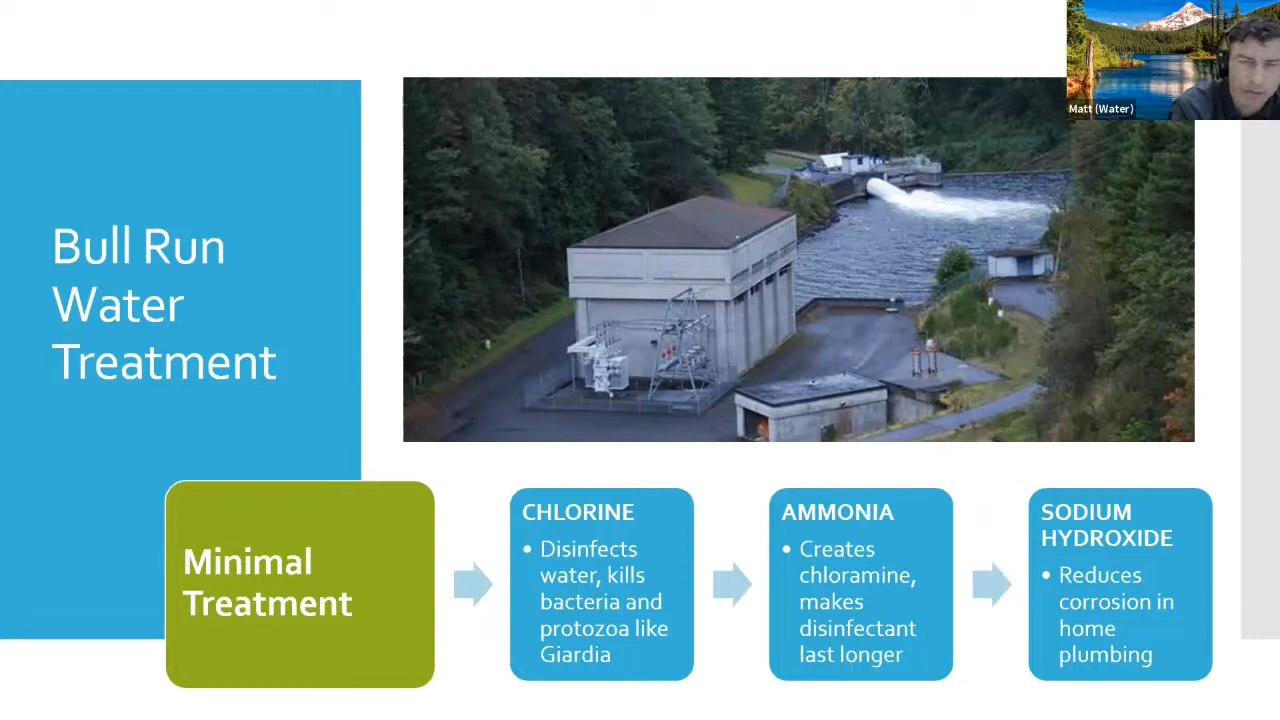 Matt (Water)
Bull Run
Water
Treatment
Minimal
Treatment
CHLORINE
• Disinfects
water, kills
bacteria and
protozoa like
Giardia
AMMONIA
• Creates
chloramine,
makes
disinfectant
last longer
SODIUM
HYDROXIDE
• Reduces
corrosion in
home
plumbing